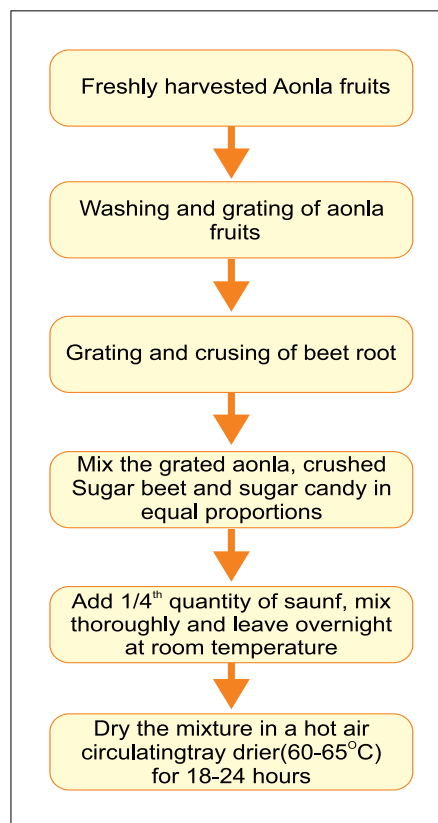 Freshly harvested Aonla fruits
Washing and grating of aonla
fruits
Grating and crusing of beet root
Mix the grated aonla, crushed
Sugar beet and sugar candy in
equal proportions
Add 1/4th quantity of saunf, mix
thoroughly and leave overnight
at room temperature
Dry the mixture in a hot air
circulatingtray drier(60-65°C)
for 18-24 hours